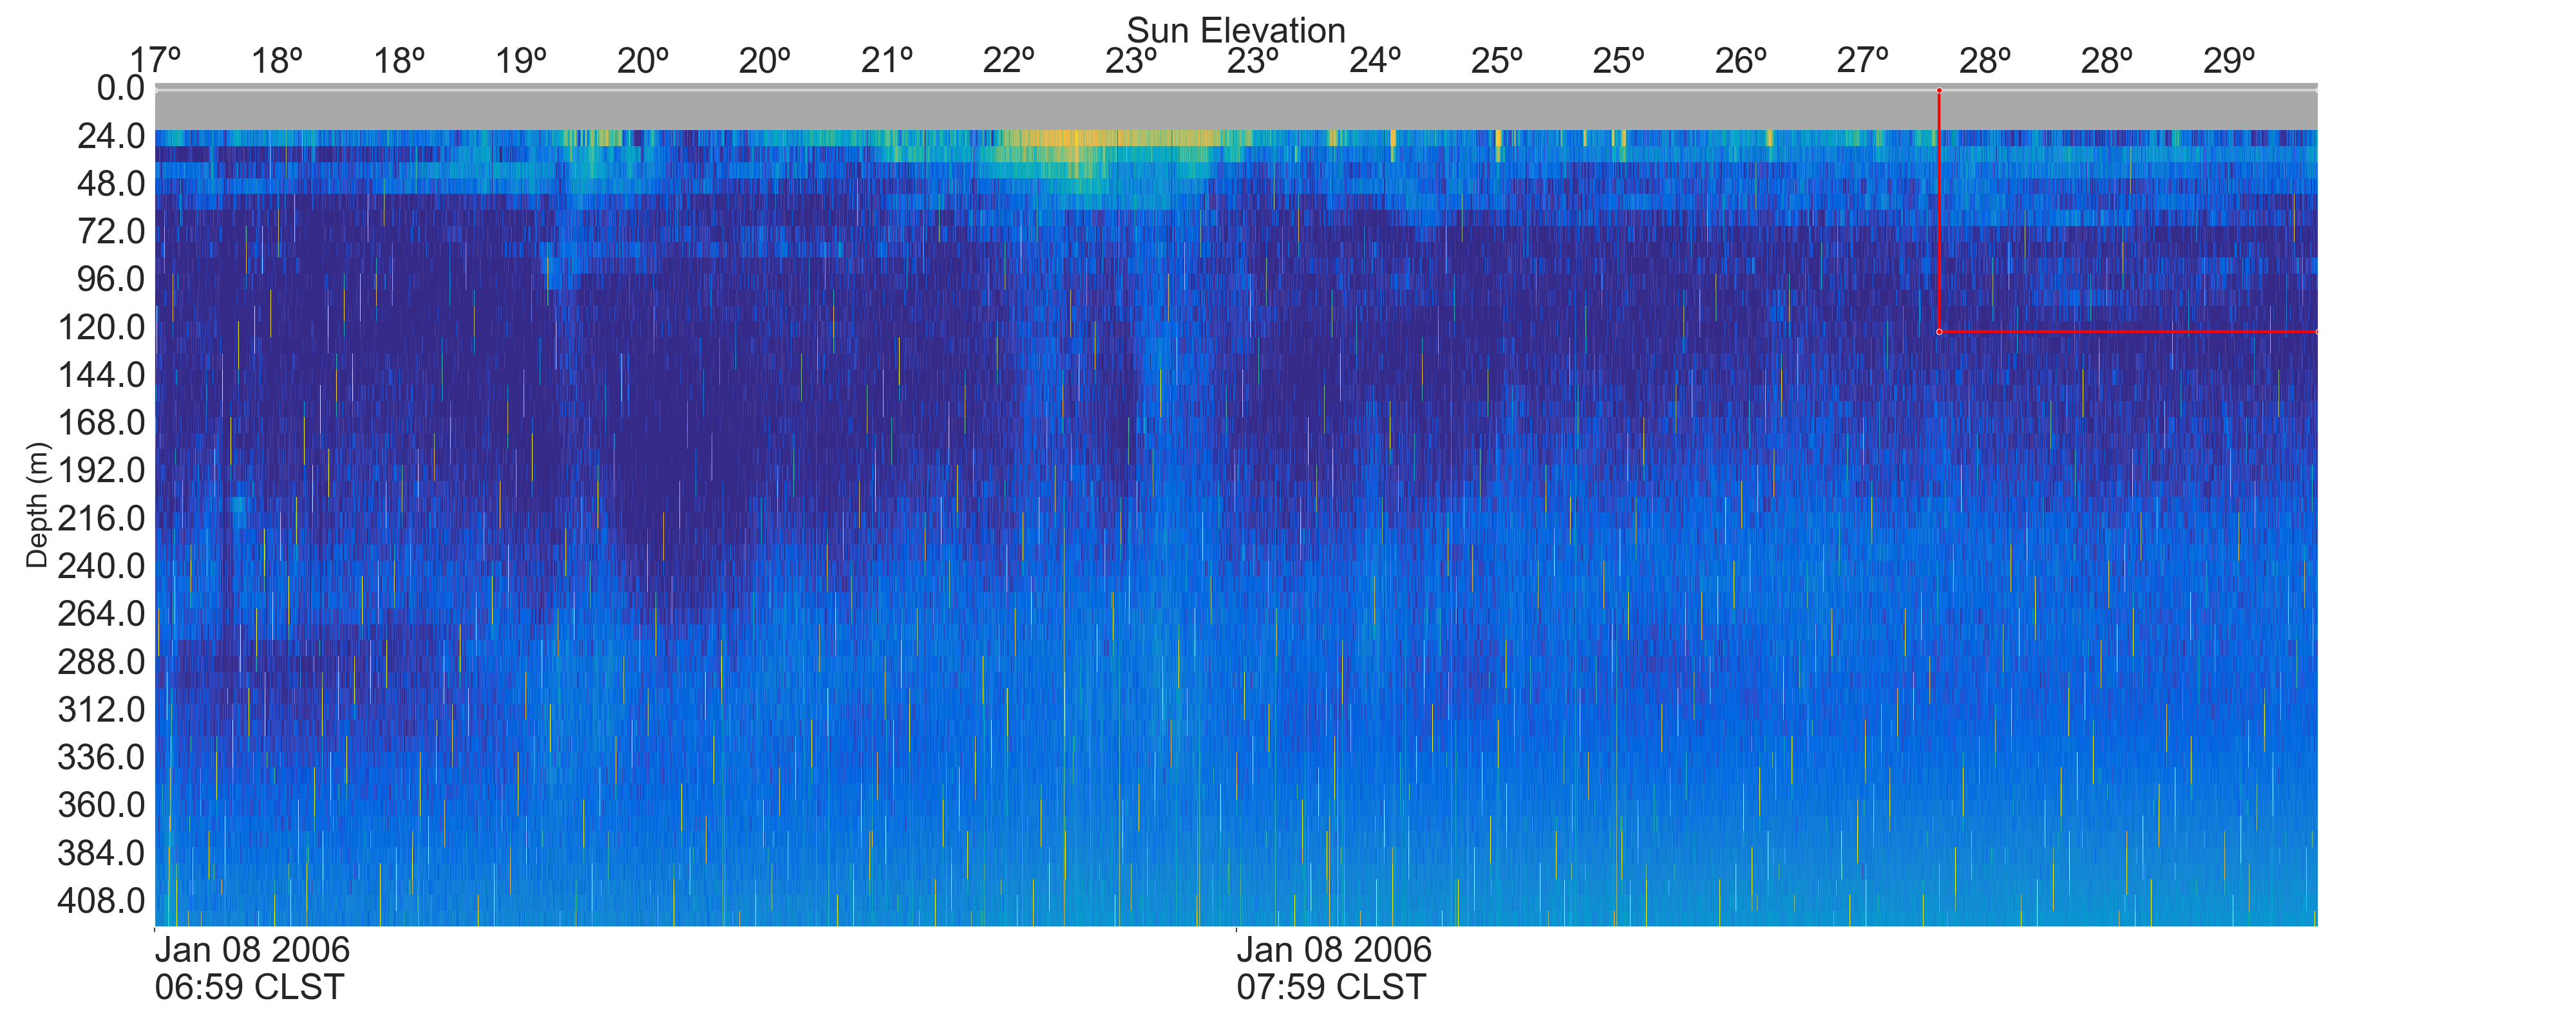 Sun Elevation
17º 18º 18º 19º 20º 20º 21º 22º 23º 23º 24º 25º 25º 26º 27º 28º 28º 29º
0.0
24.0
48.0
72.0
96.0
120.0
144.0
168.0
192.0
216.0
240.0
264.0
288.0
312.0
336.0
360.0
384.0
408.0
Depth (m)
Jan 08 2006
06:59 CLST
Jan 08 2006
07:59 CLST